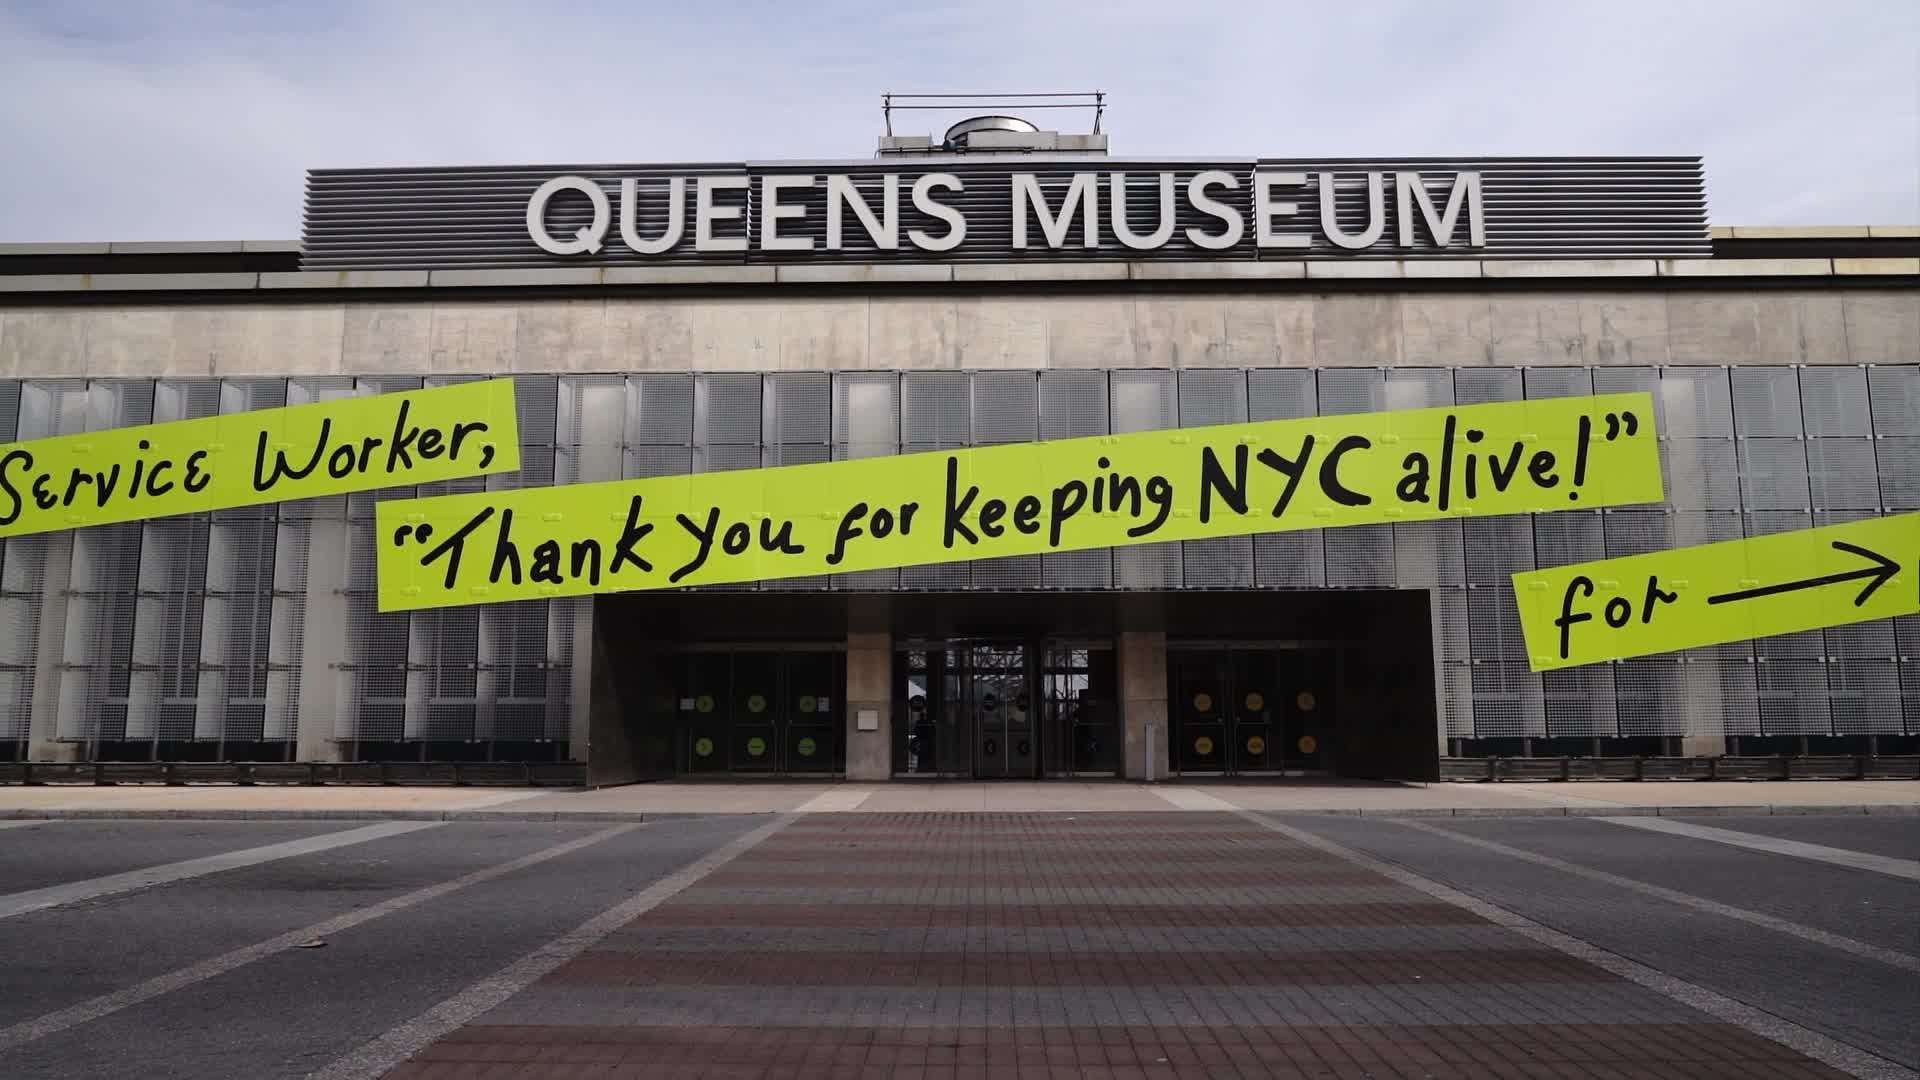 QUEENS MUSEUM
Service Worker,
“Thank you for keeping NYC alive!”
for →